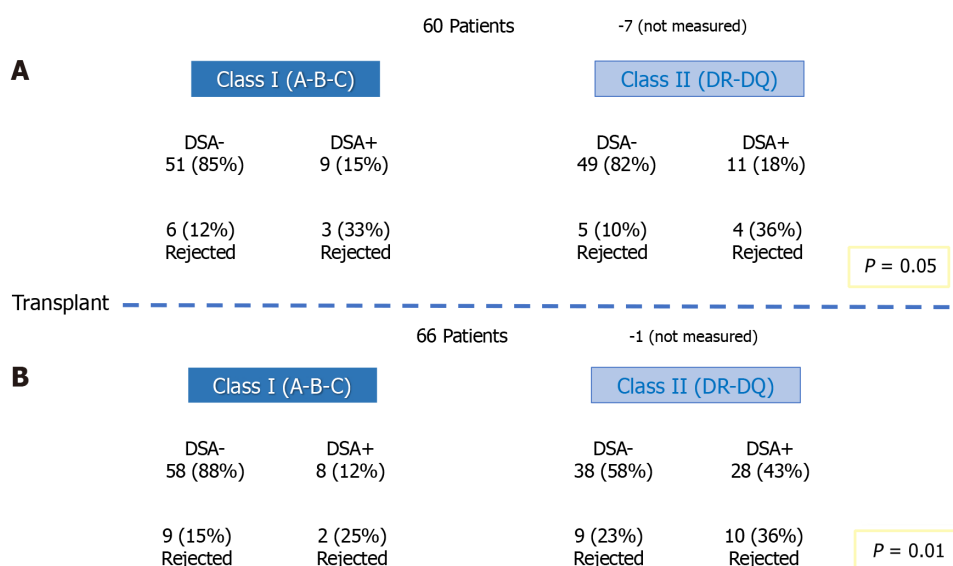 60 Patients -7 (not measured)
A
Class I (A-B-C) Class II (DR-DQ)
DSA- DSA+ DSA- DSA+
51 (85%) 9 (15%) 49 (82%) 11 (18%)
6 (12%) 3 (33%) 5 (10%) 4 (36%)
Rejected Rejected Rejected Rejected
P = 0.05
Transplant
66 Patients -1 (not measured)
B
Class I (A-B-C) Class II (DR-DQ)
DSA- DSA+ DSA- DSA+
58 (88%) 8 (12%) 38 (58%) 28 (43%)
9 (15%) 2 (25%) 9 (23%) 10 (36%)
Rejected Rejected Rejected Rejected
P = 0.01